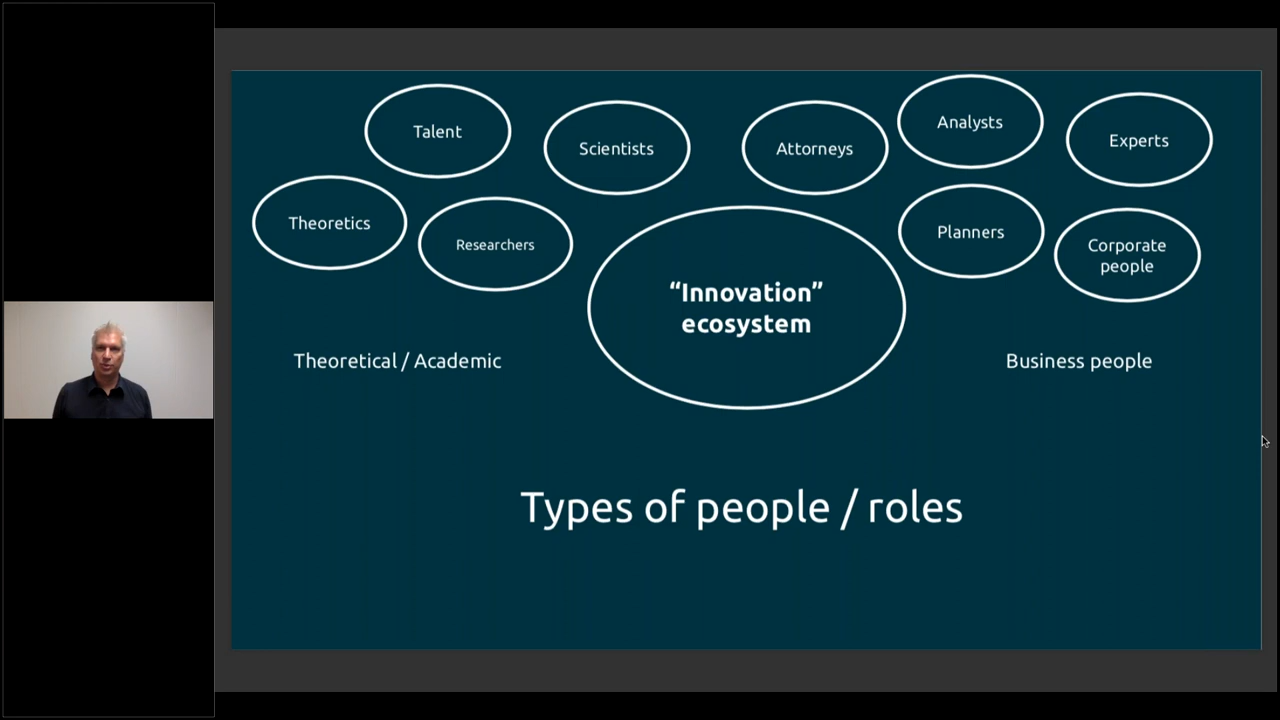 Talent
Scientists
Attorneys
Analysts
Experts
Theoretics
Researchers
Planners
Corporate
people
“Innovation”
ecosystem
Theoretical / Academic
Business people
Types of people / roles